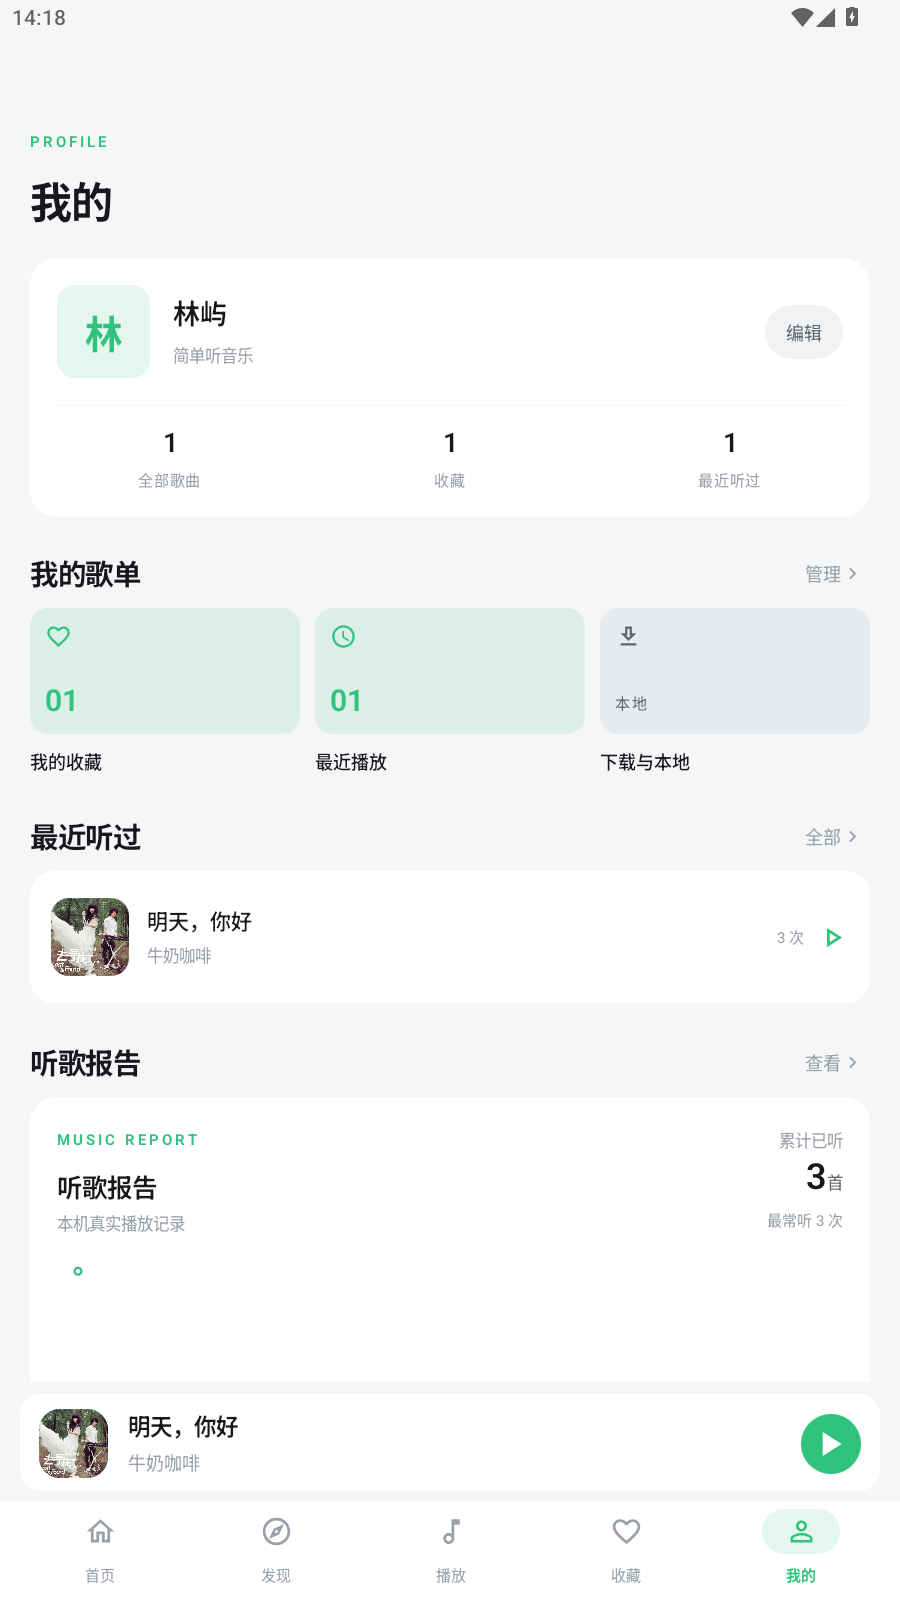 14:18
PROFILE
我的
林
林屿
简单听音乐
编辑
1
全部歌曲
1
收藏
1
最近听过
我的歌单
管理
01
我的收藏
01
最近播放
本地
下载与本地
最近听过
全部
明天，你好
牛奶咖啡
3 次
听歌报告
查看
MUSIC REPORT
听歌报告
本机真实播放记录
累计已听
3首
最常听 3 次
明天，你好
牛奶咖啡
首页
发现
播放
收藏
我的